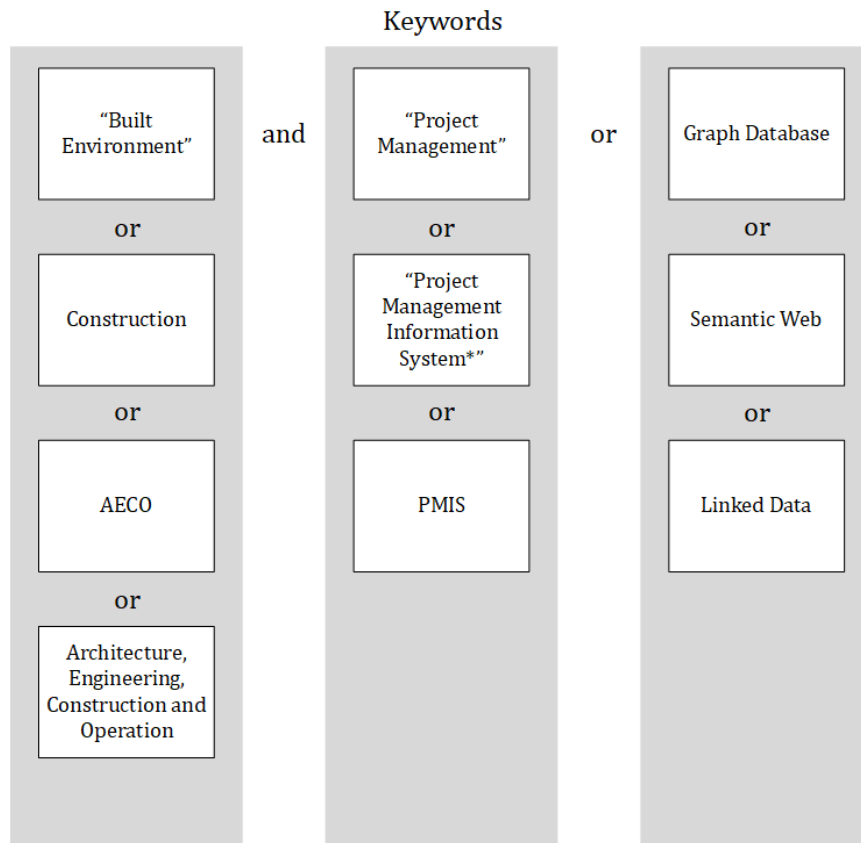 Keywords
“Built
Environment”
or
Construction
or
AECO
or
Architecture,
Engineering,
Construction and
Operation
and
“Project
Management”
or
“Project
Management
Information
System*”
or
PMIS
or
Graph Database
or
Semantic Web
or
Linked Data